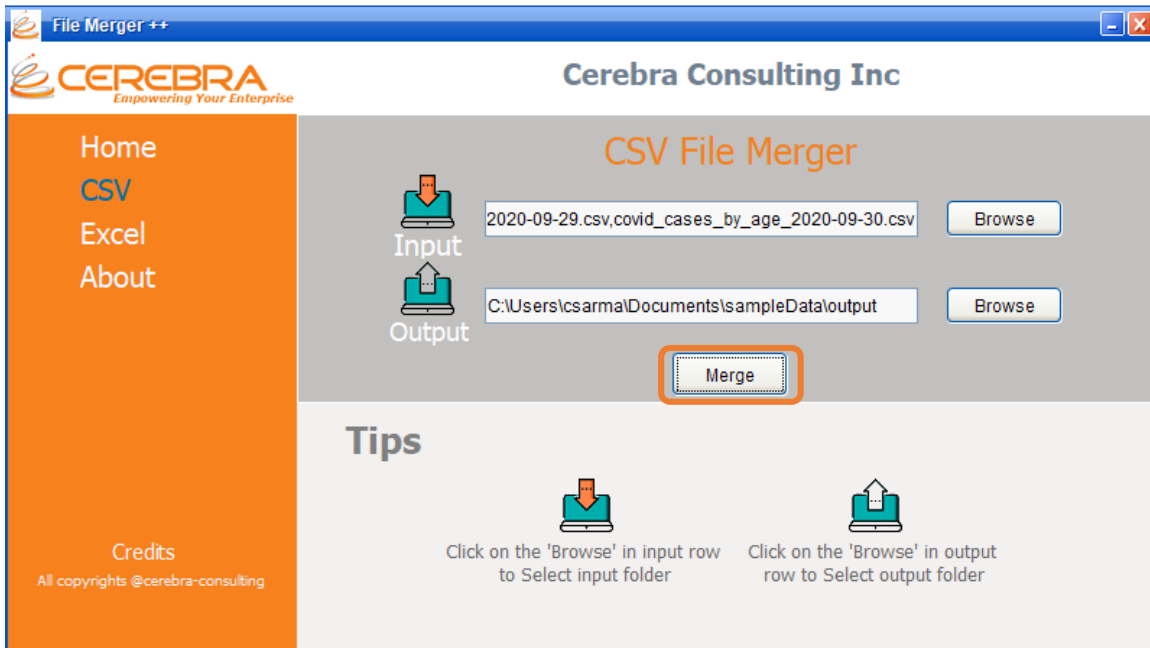 File Merger ++
CEREBRA
Empowering Your Enterprise
Cerebra Consulting Inc
Home
CSV
Excel
About
CSV File Merger
Input
2020-09-29.csv,covid_cases_by_age_2020-09-30.csv
Browse
Output
C:\Users\csarma\Documents\sampleData\output
Browse
Merge
Tips
Click on the 'Browse' in input row
to Select input folder
Click on the 'Browse' in output
row to Select output folder
Credits
All copyrights @cerebra-consulting